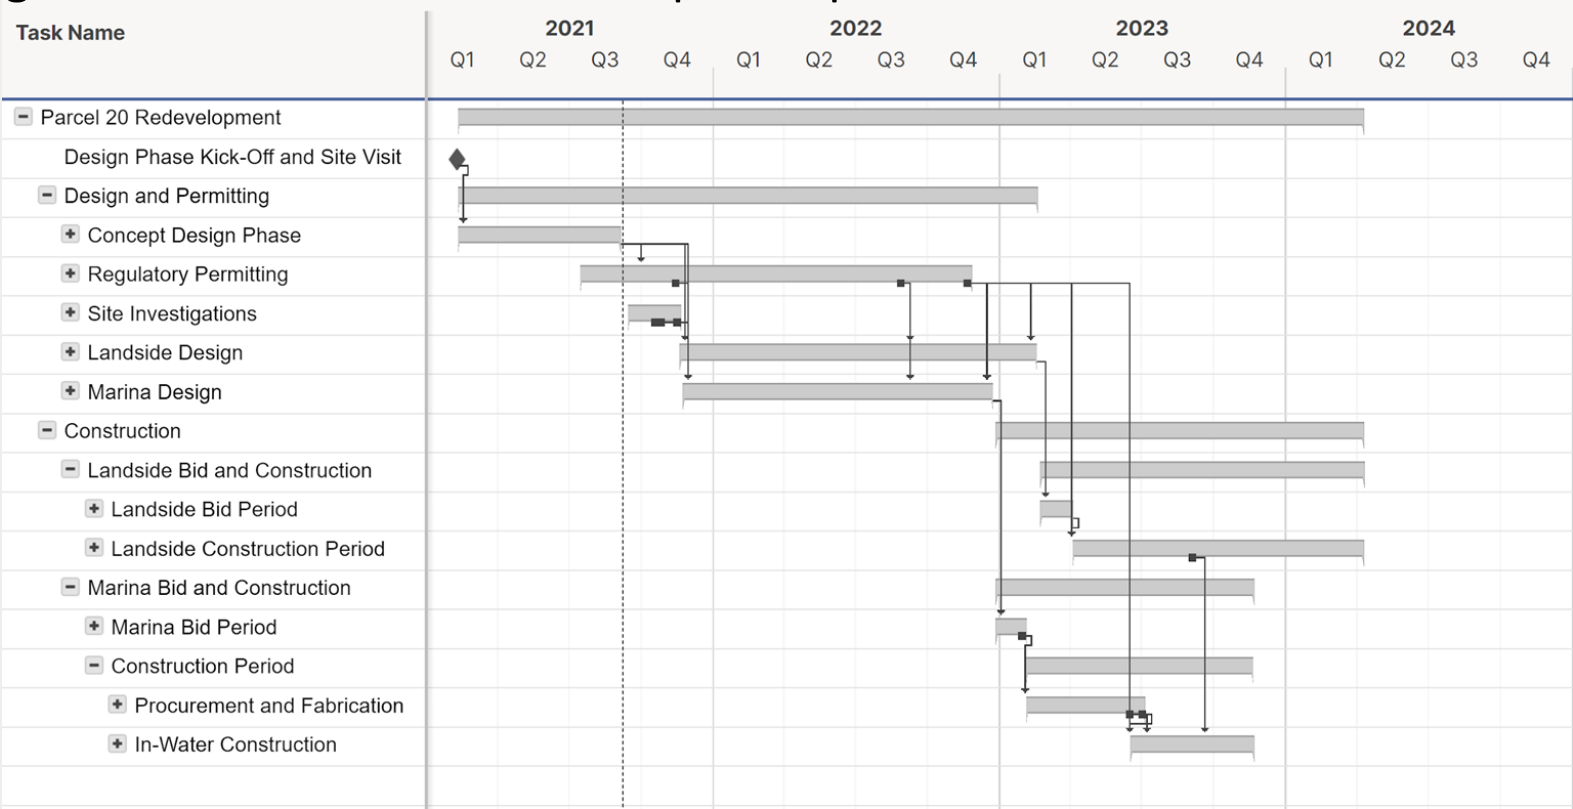 Task Name
2021 2022 2023 2024
Q1 Q2 Q3 Q4 Q1 Q2 Q3 Q4 Q1 Q2 Q3 Q4 Q1 Q2 Q3 Q4
Parcel 20 Redevelopment
Design Phase Kick-Off and Site Visit
Design and Permitting
Concept Design Phase
Regulatory Permitting
Site Investigations
Landside Design
Marina Design
Construction
Landside Bid and Construction
Landside Bid Period
Landside Construction Period
Marina Bid and Construction
Marina Bid Period
Construction Period
Procurement and Fabrication
In-Water Construction